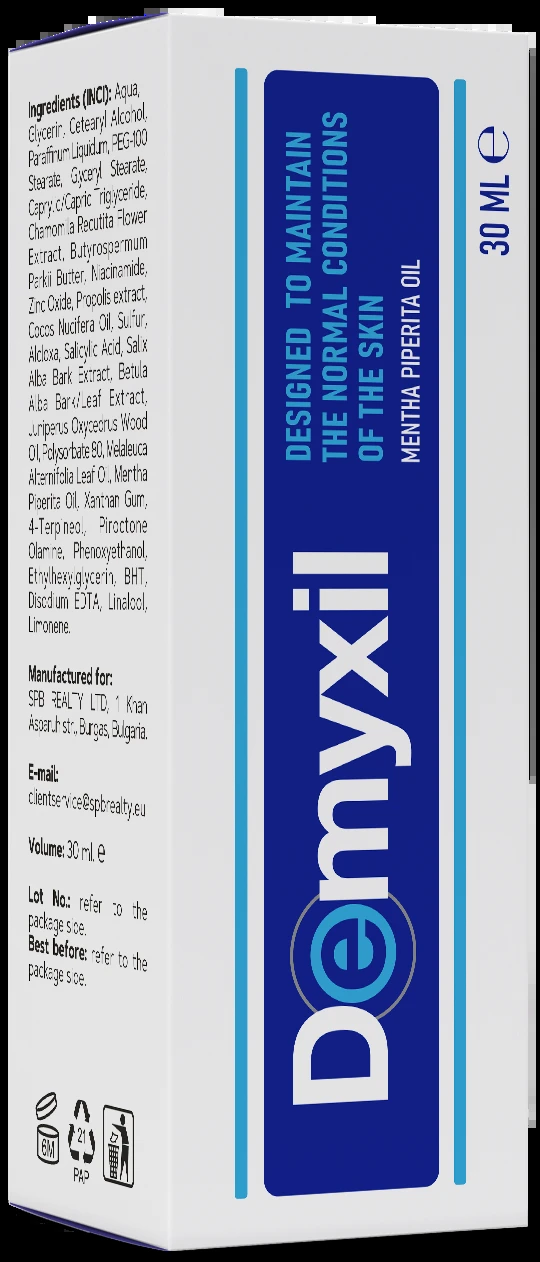 Ingredients (INCI): Aqua,
Glycerin, Cetearyl Alcohol,
Paraffinum Liquidum, PEG-100
Stearate, Glyceryl Stearate,
Caprylic/Capric Triglyceride,
Chamomila Recutita Flower
Extract, Butyrospermum
Parkii Butter, Niacinamide,
Zinc Oxide, Propolis extract,
Cocos Nucifera Oil, Sulfur,
Alcloxa, Salicylic Acid, Salix
Alba Bark Extract, Betula
Alba Bark/Leaf Extract,
Juniperus Oxycedrus Wood
Oil, Polysorbate 80, Melaleuca
Alternifolia Leaf Oil, Mentha
Piperita Oil, Xanthan Gum,
4-Terpineol, Piroctone
Olamine, Phenoxyethanol,
Ethylhexylglycerin, BHT,
Disodium EDTA, Linalool,
Limonene.
Manufactured for:
SPB REALTY LTD, 1 Khan
Asparuh str., Burgas, Bulgaria.
E-mail:
clientservice@spbrealty.eu
Volume: 30 ml. ℮
Lot No.: refer to the
package side.
Best before: refer to the
package side.
6M
21
PAP
Demyxil
DESIGNED TO MAINTAIN
THE NORMAL CONDITIONS
OF THE SKIN
MENTHA PIPERITA OIL
30 ML ℮